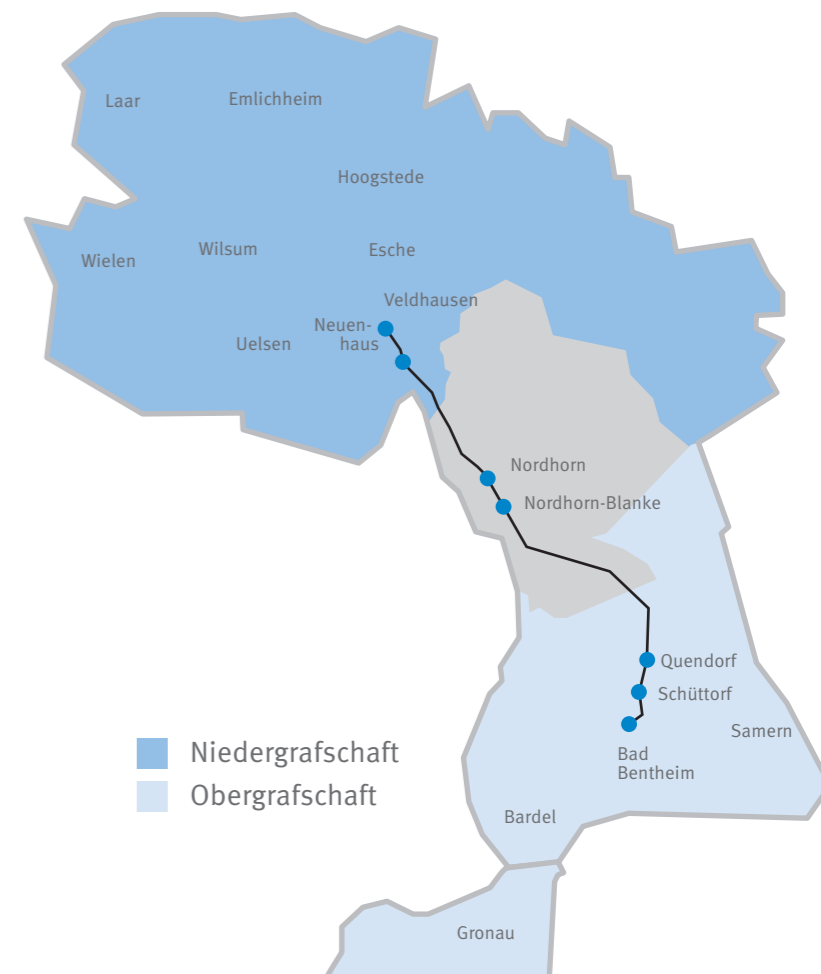 Laar
Emlichheim
Hoogstede
Wielen
Wilsum
Esche
Veldhausen
Neuen-
haus
Uelsen
Nordhorn
Nordhorn-Blanke
Quendorf
Schüttorf
Samern
Bad
Bentheim
Niedergrafschaft
Obergrafschaft
Bardel
Gronau